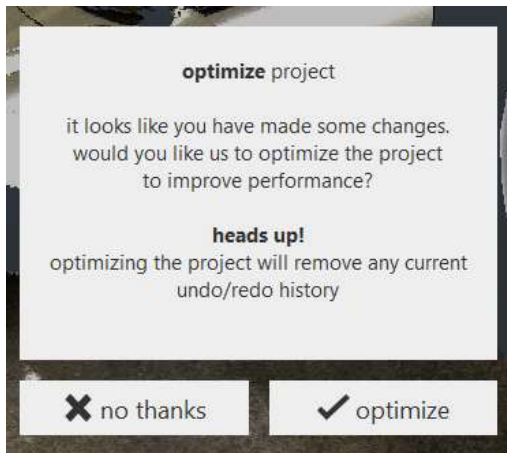 optimize project
it looks like you have made some changes.
would you like us to optimize the project
to improve performance?
heads up!
optimizing the project will remove any current
undo/redo history
no thanks
optimize